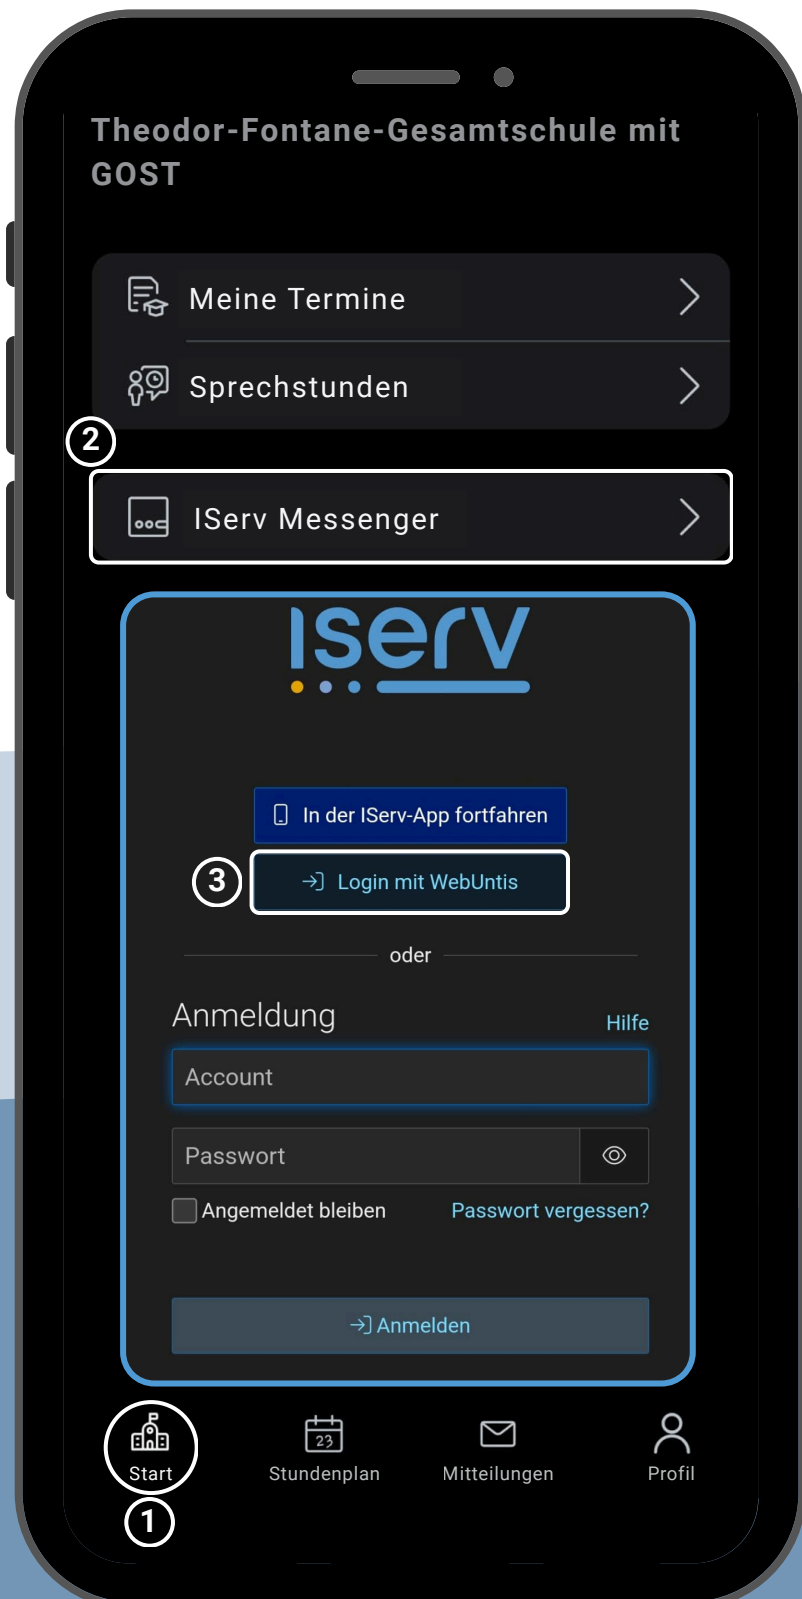 Theodor-Fontane-Gesamtschule mit
GOST
Meine Termine
Sprechstunden
2
IServ Messenger
Iserv
In der IServ-App fortfahren
3
Login mit WebUntis
oder
Anmeldung
Hilfe
Account
Passwort
Angemeldet bleiben Passwort vergessen?
Anmelden
23
Start Stundenplan Mitteilungen Profil
1